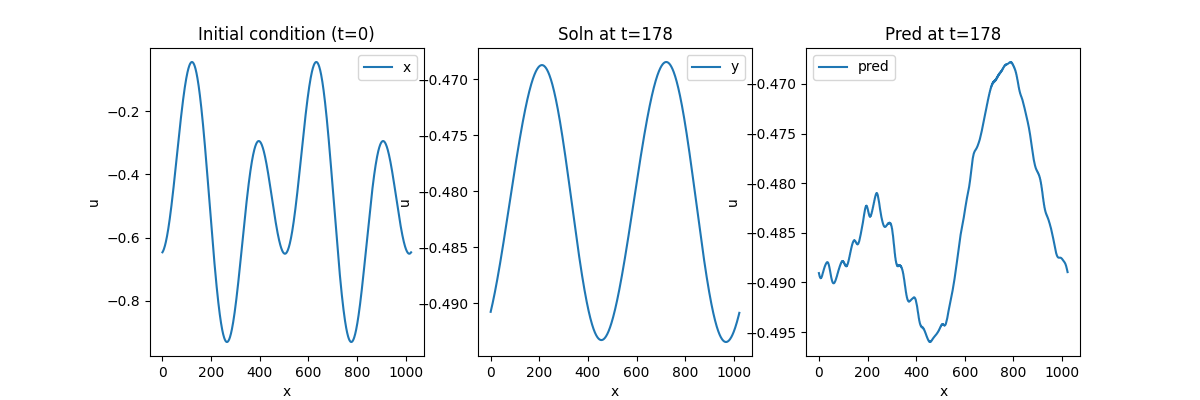 Initial condition (t=0)
x
−0.2
−0.4
−0.6
−0.8
u
0 200 400 600 800 1000
x
Soln at t=178
y
−0.470
−0.475
−0.480
−0.485
−0.490
u
0 200 400 600 800 1000
x
Pred at t=178
pred
−0.470
−0.475
−0.480
−0.485
−0.490
−0.495
u
0 200 400 600 800 1000
x